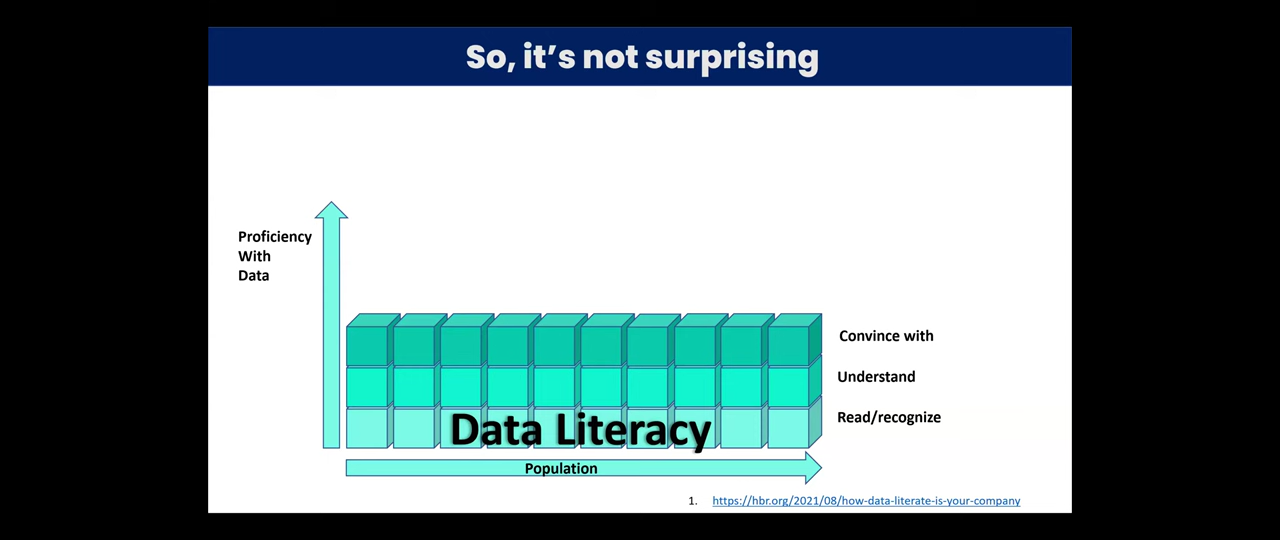 So, it's not surprising
Proficiency
With
Data
Convince with
Understand
Read/recognize
Data Literacy
Population
1. https://hbr.org/2021/08/how-data-literate-is-your-company